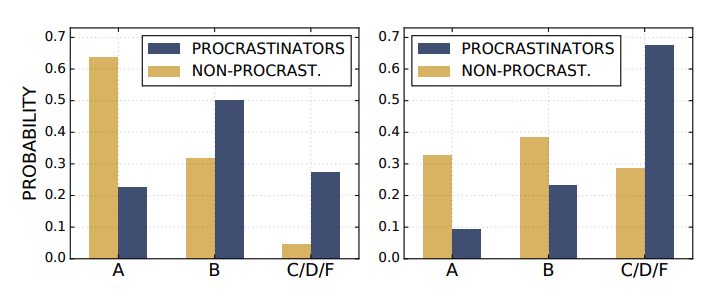 PROBABILITY
0.7
0.6
0.5
0.4
0.3
0.2
0.1
0.0
PROCRASTINATORS
NON-PROCRAST.
A B C/D/F
0.7
0.6
0.5
0.4
0.3
0.2
0.1
0.0
PROCRASTINATORS
NON-PROCRAST.
A B C/D/F